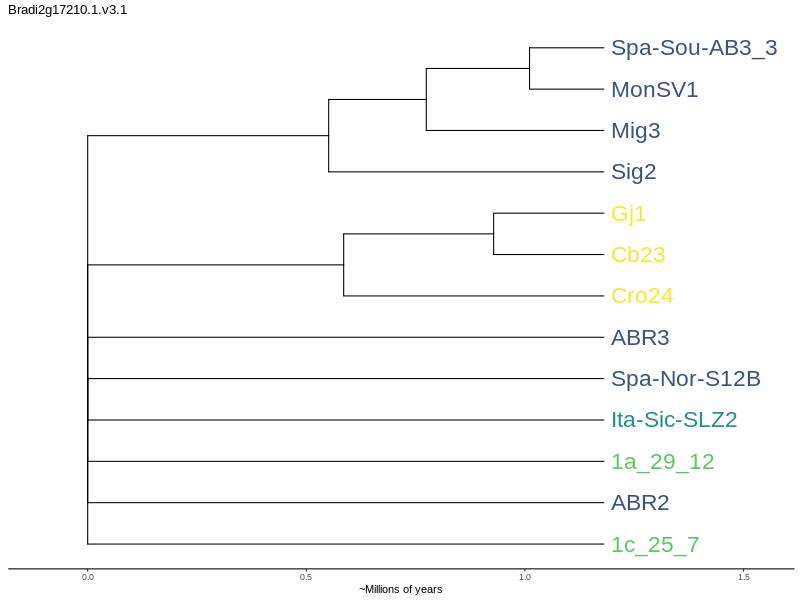 Bradi2g17210.1.v3.1
Spa-Sou-AB3_3
MonSV1
Mig3
Sig2
Gj1
Cb23
Cro24
ABR3
Spa-Nor-S12B
Ita-Sic-SLZ2
1a_29_12
ABR2
1c_25_7
0.0 0.5 1.0 1.5
~Millions of years